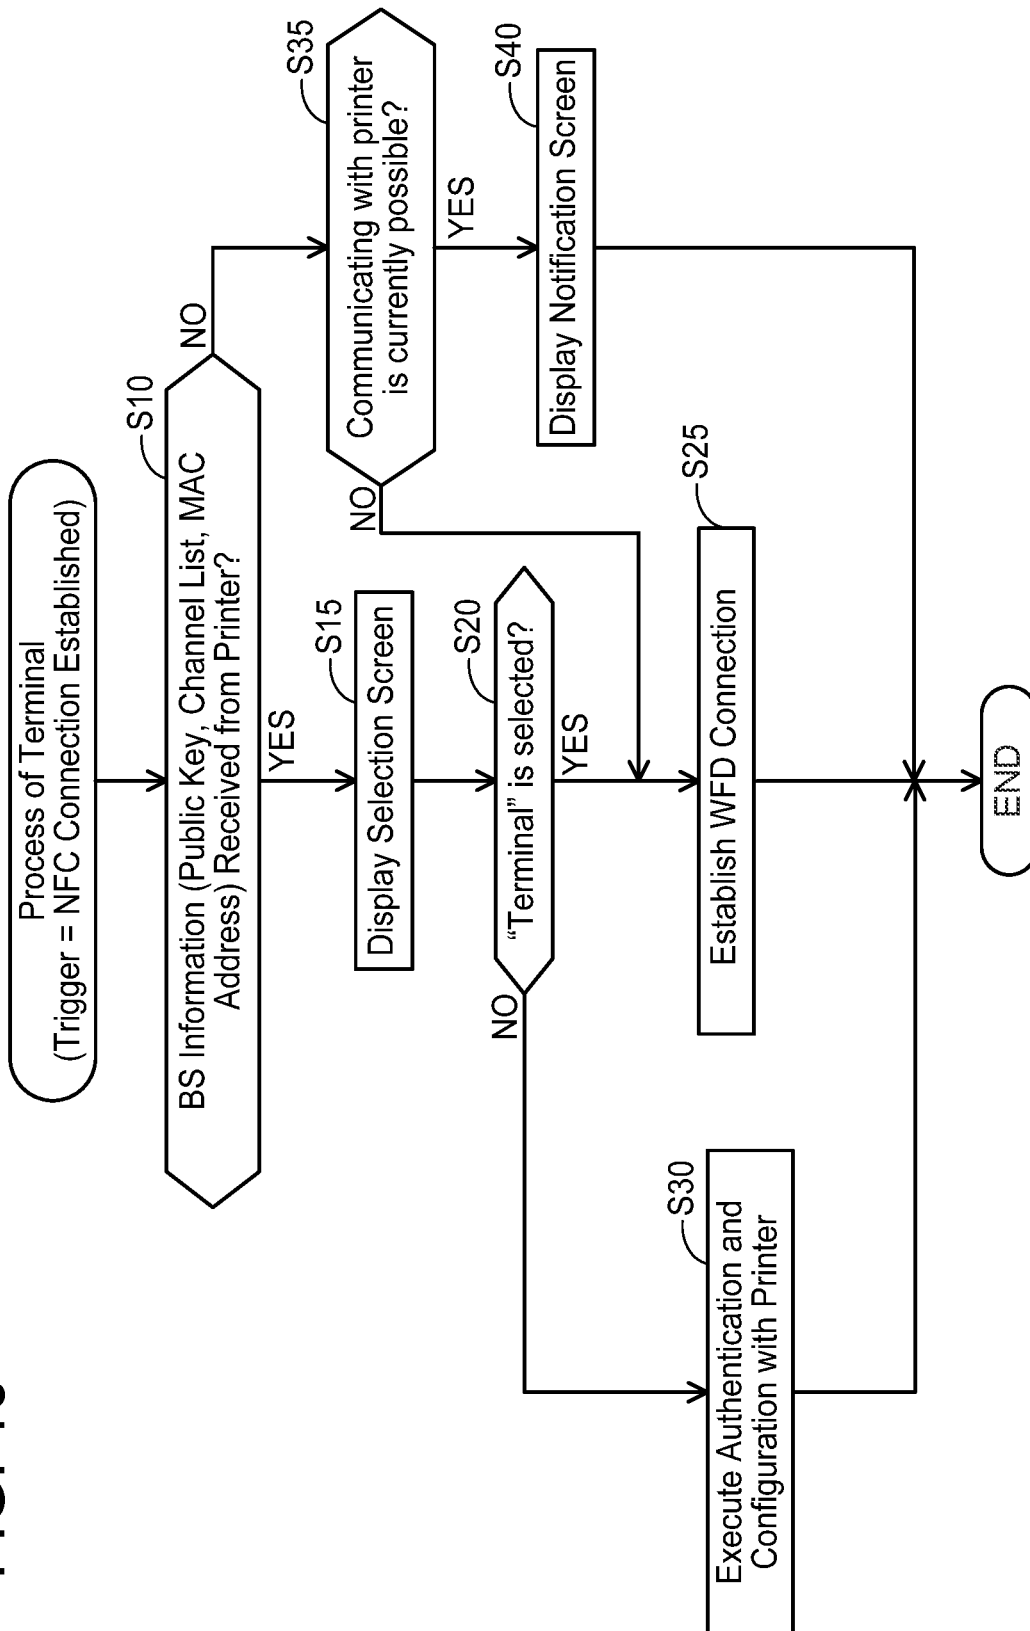 Process of Terminal
(Trigger = NFC Connection Established)
S10
BS Information (Public Key, Channel List, MAC
Address) Received from Printer?
NO
YES
S35
Communicating with printer
is currently possible?
NO
YES
S15
Display Selection Screen
S40
Display Notification Screen
S20
“Terminal” is selected?
NO
YES
S25
Establish WFD Connection
S30
Execute Authentication and
Configuration with Printer
END